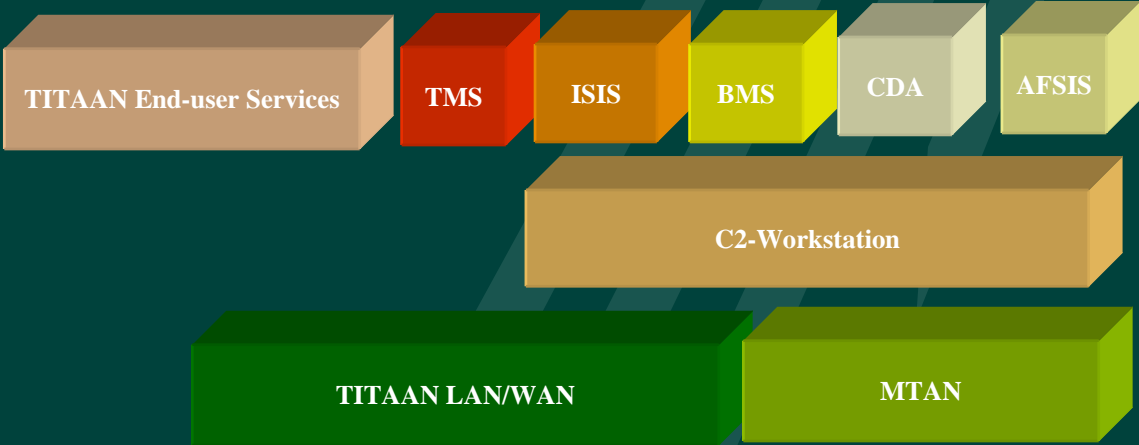 TITAAN End-user Services
TMS
ISIS
BMS
CDA
AFSIS
C2-Workstation
TITAAN LAN/WAN
MTAN